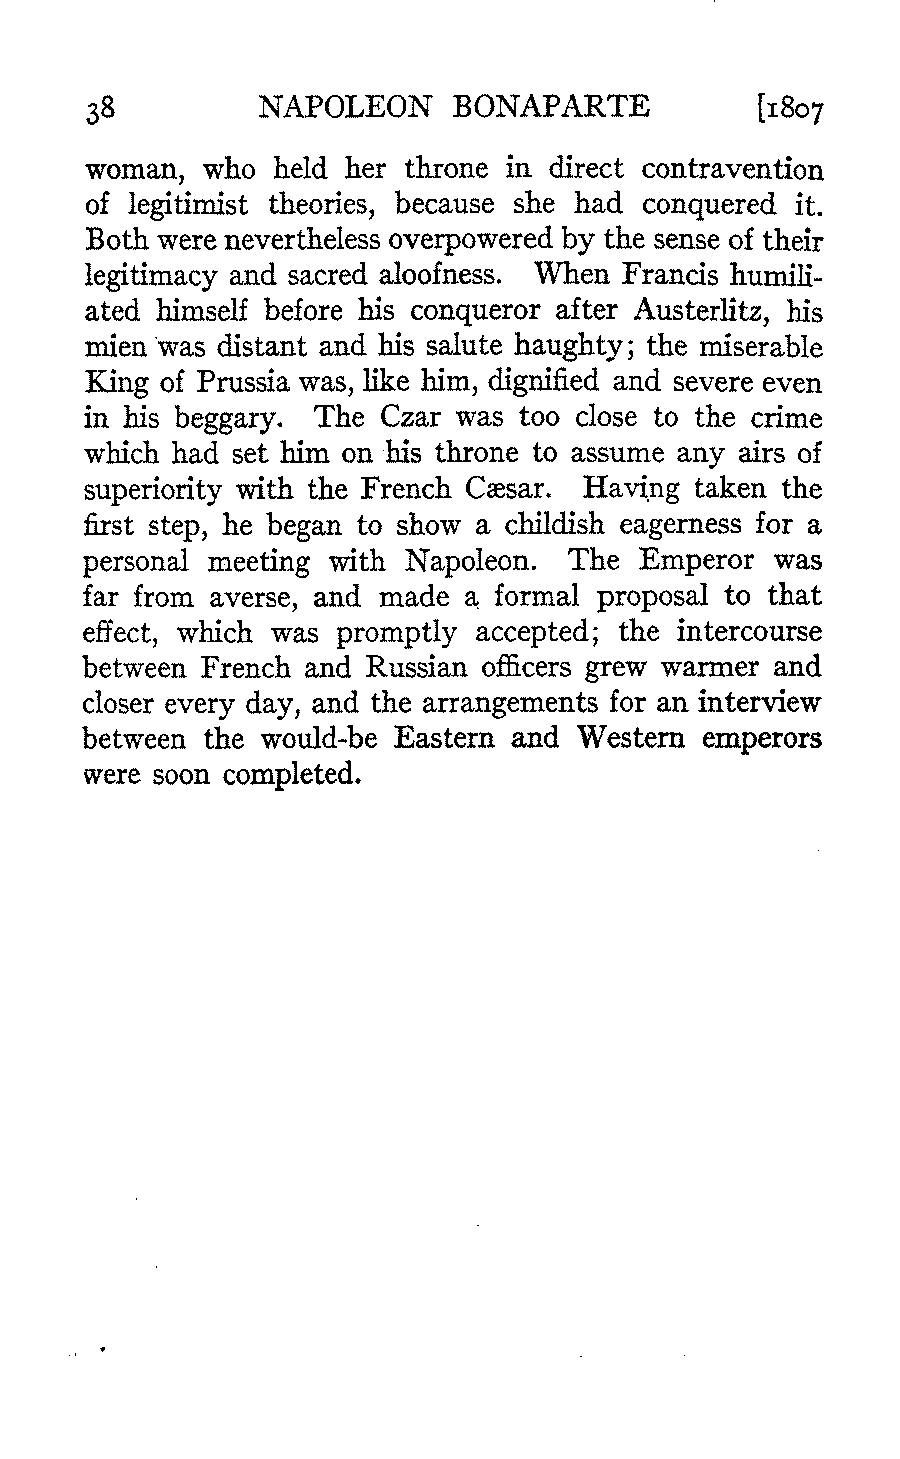 38 NAPOLEON BONAPARTE [1807
woman, who held her throne in direct contravention
of legitimist theories, because she had conquered it.
Both were nevertheless overpowered by the sense of their
legitimacy and sacred aloofness. When Francis humili-
ated himself before his conqueror after Austerlitz, his
mien was distant and his salute haughty; the miserable
King of Prussia was, like him, dignified and severe even
in his beggary. The Czar was too close to the crime
which had set him on his throne to assume any airs of
superiority with the French Cæsar. Having taken the
first step, he began to show a childish eagerness for a
personal meeting with Napoleon. The Emperor was
far from averse, and made a formal proposal to that
effect, which was promptly accepted; the intercourse
between French and Russian officers grew warmer and
closer every day, and the arrangements for an interview
between the would-be Eastern and Western emperors
were soon completed.